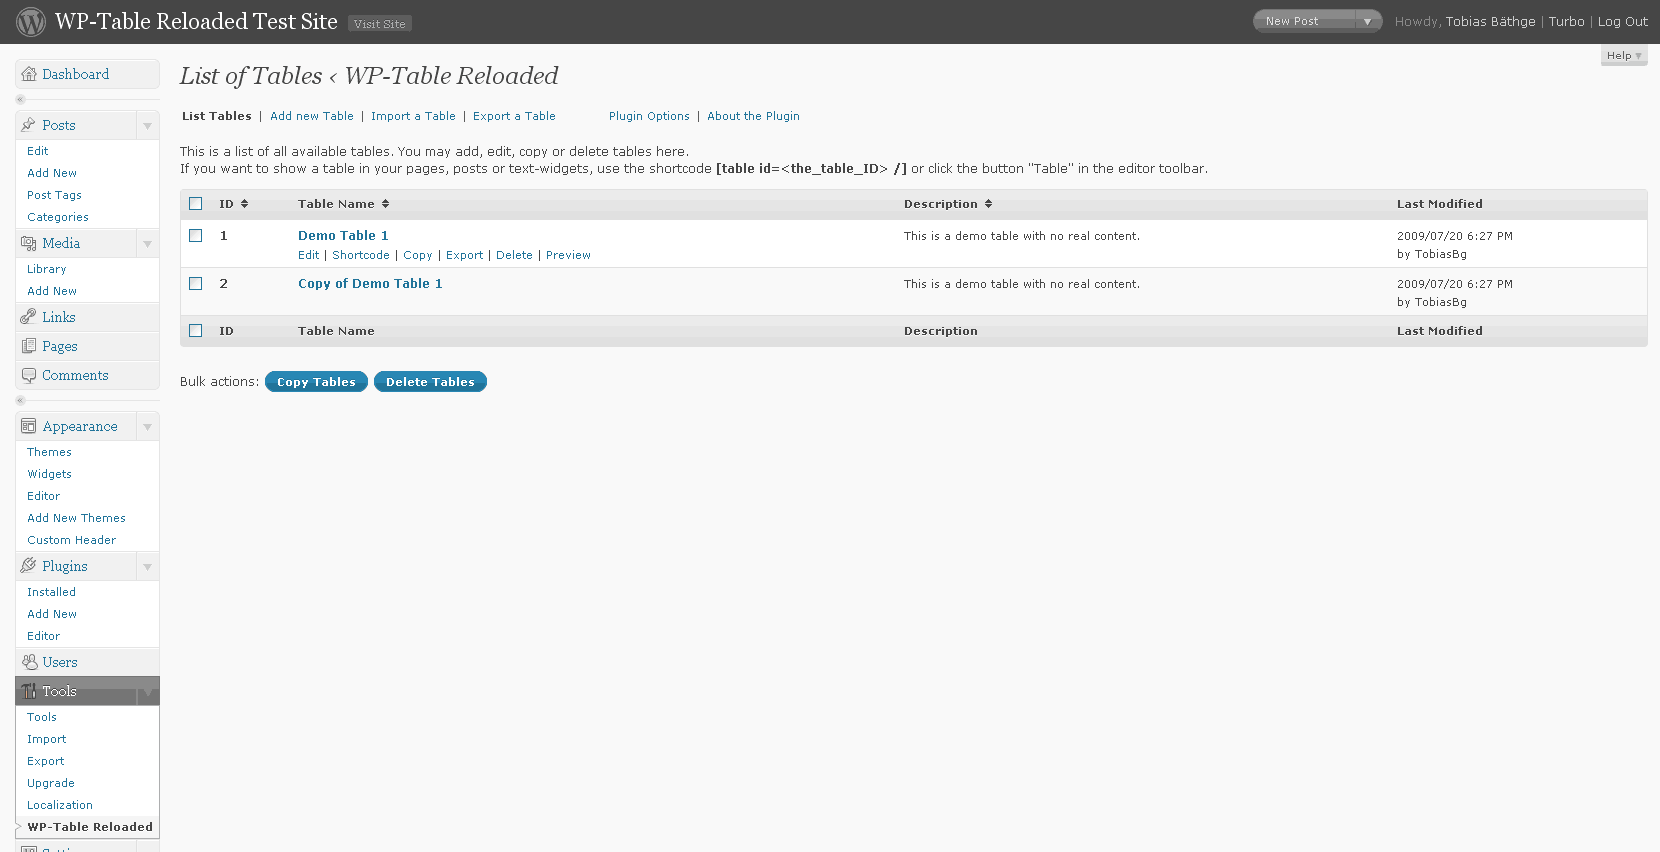 WP-Table Reloaded Test Site Visit Site
New Post Howdy, Tobias Bäthge | Turbo | Log Out
Help
Dashboard
Posts
Edit
Add New
Post Tags
Categories
Media
Library
Add New
Links
Pages
Comments
Appearance
Themes
Widgets
Editor
Add New Themes
Custom Header
Plugins
Installed
Add New
Editor
Users
Tools
Tools
Import
Export
Upgrade
Localization
WP-Table Reloaded
List of Tables ‹ WP-Table Reloaded
List Tables | Add new Table | Import a Table | Export a Table Plugin Options | About the Plugin
This is a list of all available tables. You may add, edit, copy or delete tables here.
If you want to show a table in your pages, posts or text-widgets, use the shortcode [table id=<the_table_ID> /] or click the button "Table" in the editor toolbar.
ID Table Name Description Last Modified
1 Demo Table 1 This is a demo table with no real content. 2009/07/20 6:27 PM
Edit | Shortcode | Copy | Export | Delete | Preview by TobiasBg
2 Copy of Demo Table 1 This is a demo table with no real content. 2009/07/20 6:27 PM
by TobiasBg
ID Table Name Description Last Modified
Bulk actions: Copy Tables Delete Tables